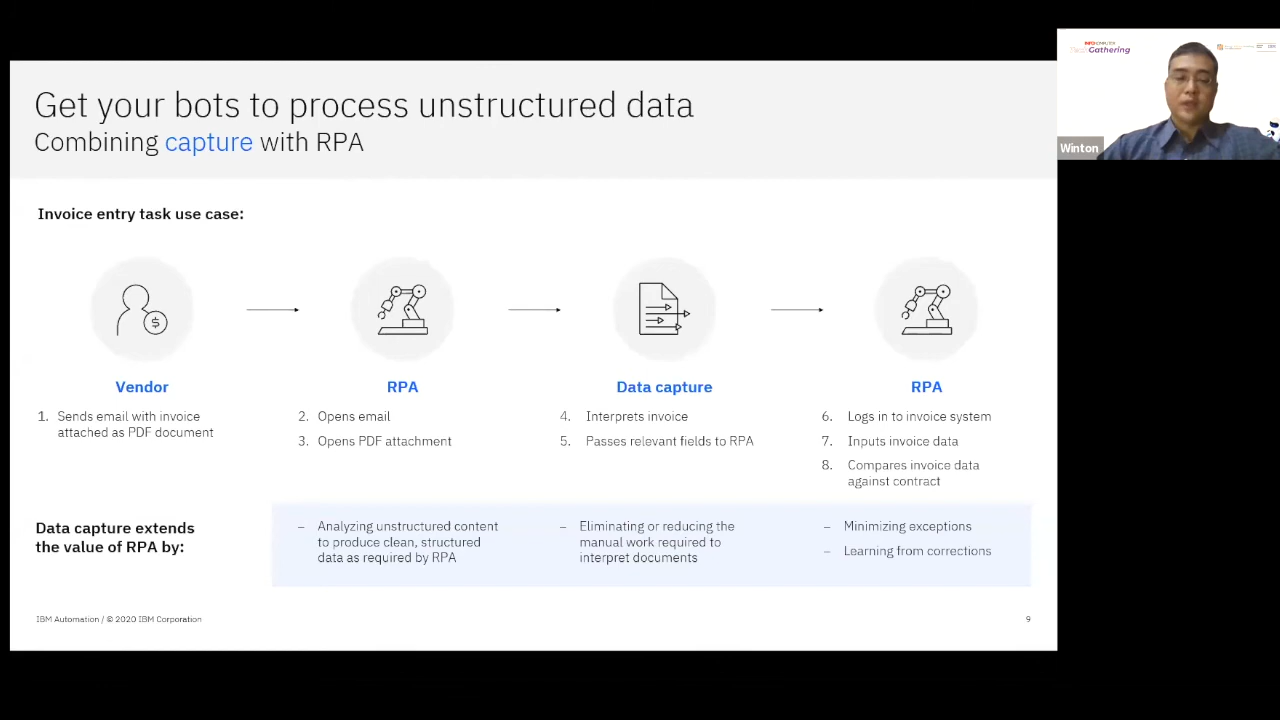 Get your bots to process unstructured data
Combining capture with RPA
Invoice entry task use case:
$
Vendor
1. Sends email with invoice
attached as PDF document
RPA
2. Opens email
3. Opens PDF attachment
Data capture
4. Interprets invoice
5. Passes relevant fields to RPA
RPA
6. Logs in to invoice system
7. Inputs invoice data
8. Compares invoice data
against contract
Data capture extends
the value of RPA by:
– Analyzing unstructured content
to produce clean, structured
data as required by RPA
– Eliminating or reducing the
manual work required to
interpret documents
– Minimizing exceptions
– Learning from corrections
IBM Automation / © 2020 IBM Corporation
9
Gathering
Winton